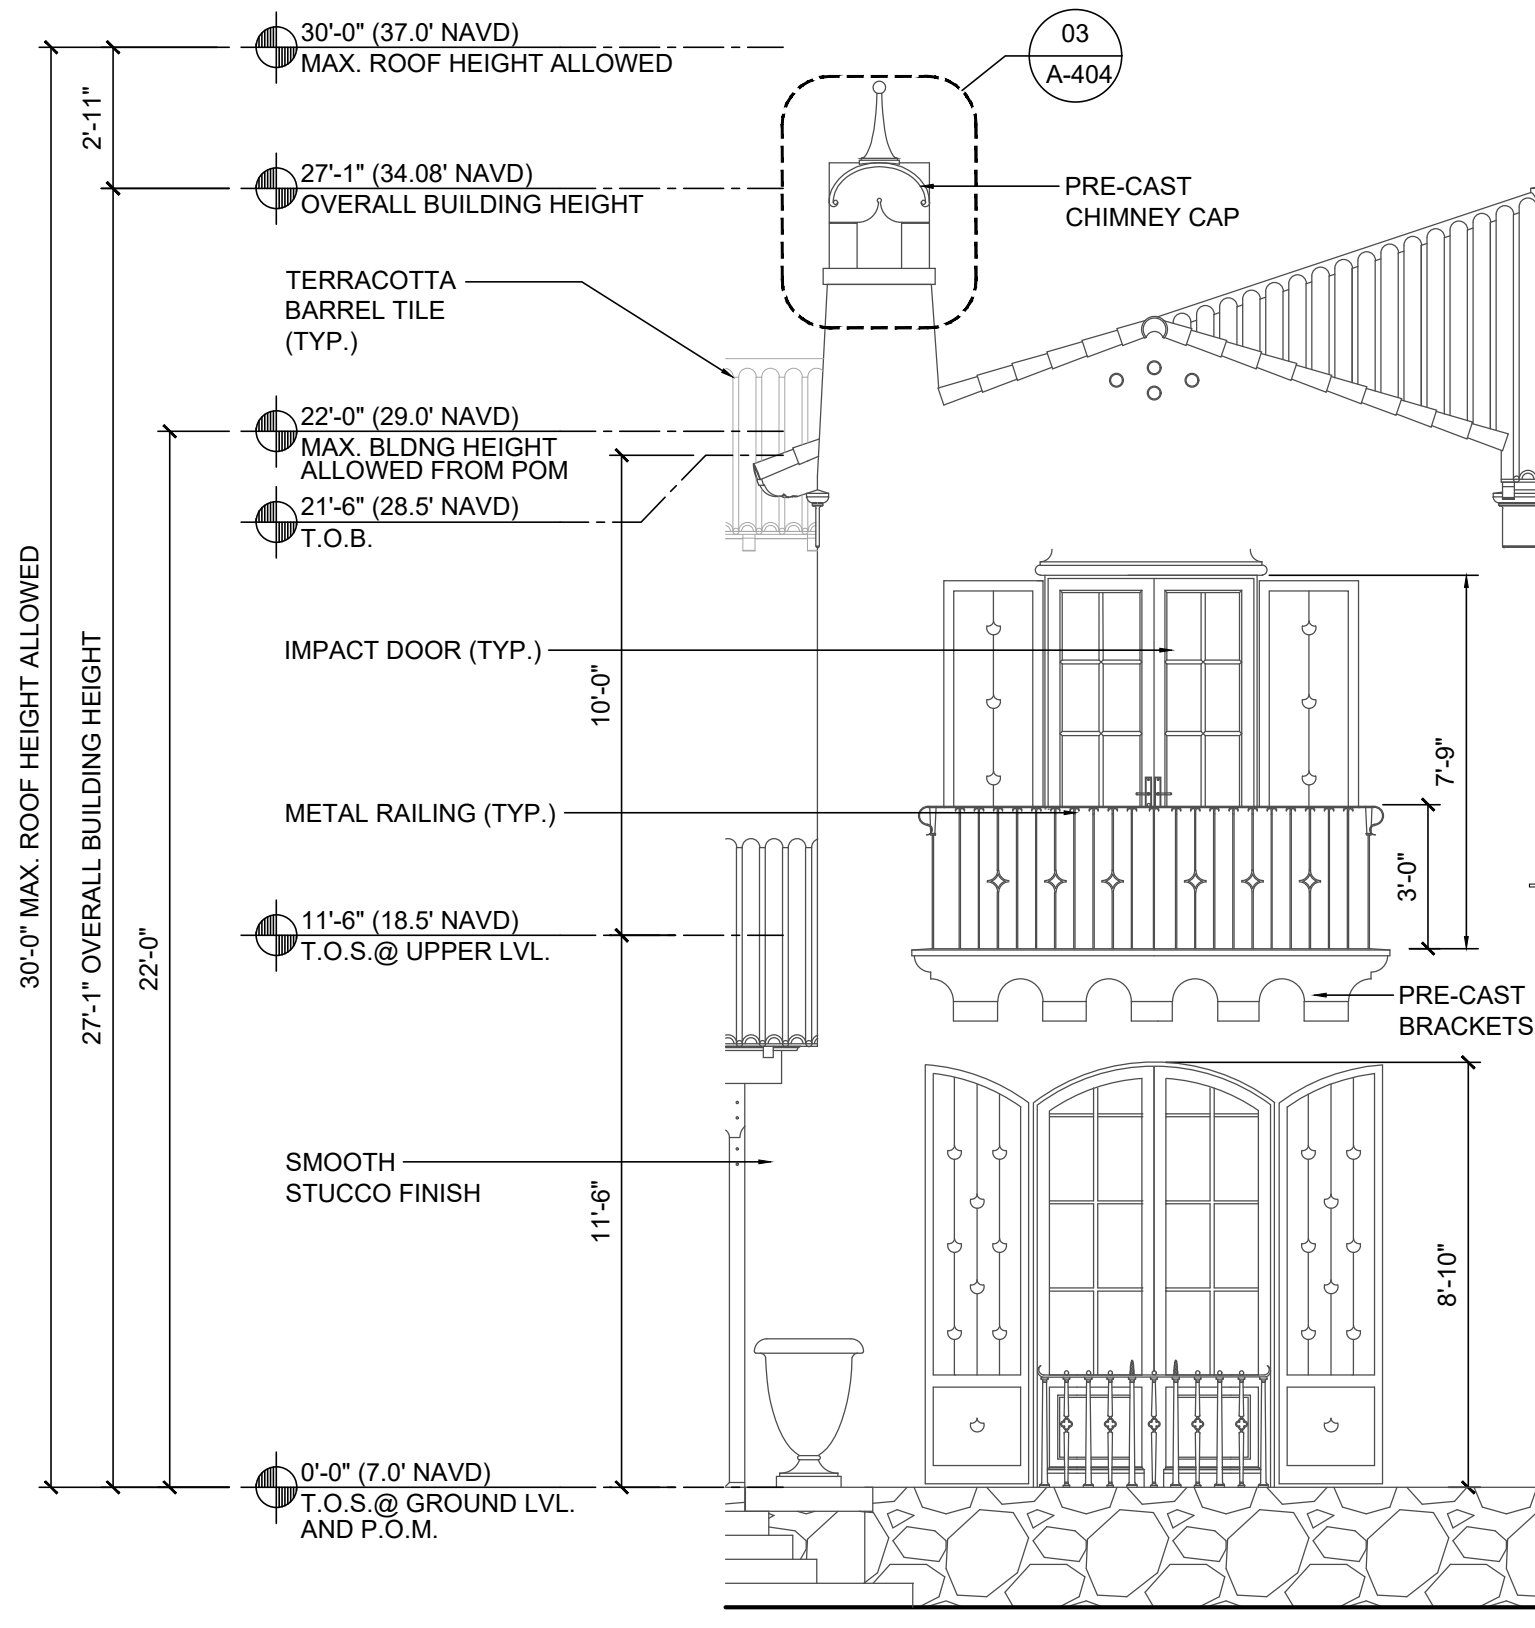 30'-0" (37.0' NAVD)
MAX. ROOF HEIGHT ALLOWED
03
A-404
2'-11"
27'-1" (34.08' NAVD)
OVERALL BUILDING HEIGHT
PRE-CAST
CHIMNEY CAP
TERRACOTTA
BARREL TILE
(TYP.)
22'-0" (29.0' NAVD)
MAX. BLDNG HEIGHT
ALLOWED FROM POM
21'-6" (28.5' NAVD)
T.O.B.
30'-0" MAX. ROOF HEIGHT ALLOWED
27'-1" OVERALL BUILDING HEIGHT
22'-0"
IMPACT DOOR (TYP.)
10'-0"
7'-9"
METAL RAILING (TYP.)
3'-0"
11'-6" (18.5' NAVD)
T.O.S.@ UPPER LVL.
PRE-CAST
BRACKETS
SMOOTH
STUCCO FINISH
11'-6"
8'-10"
0'-0" (7.0' NAVD)
T.O.S.@ GROUND LVL.
AND P.O.M.